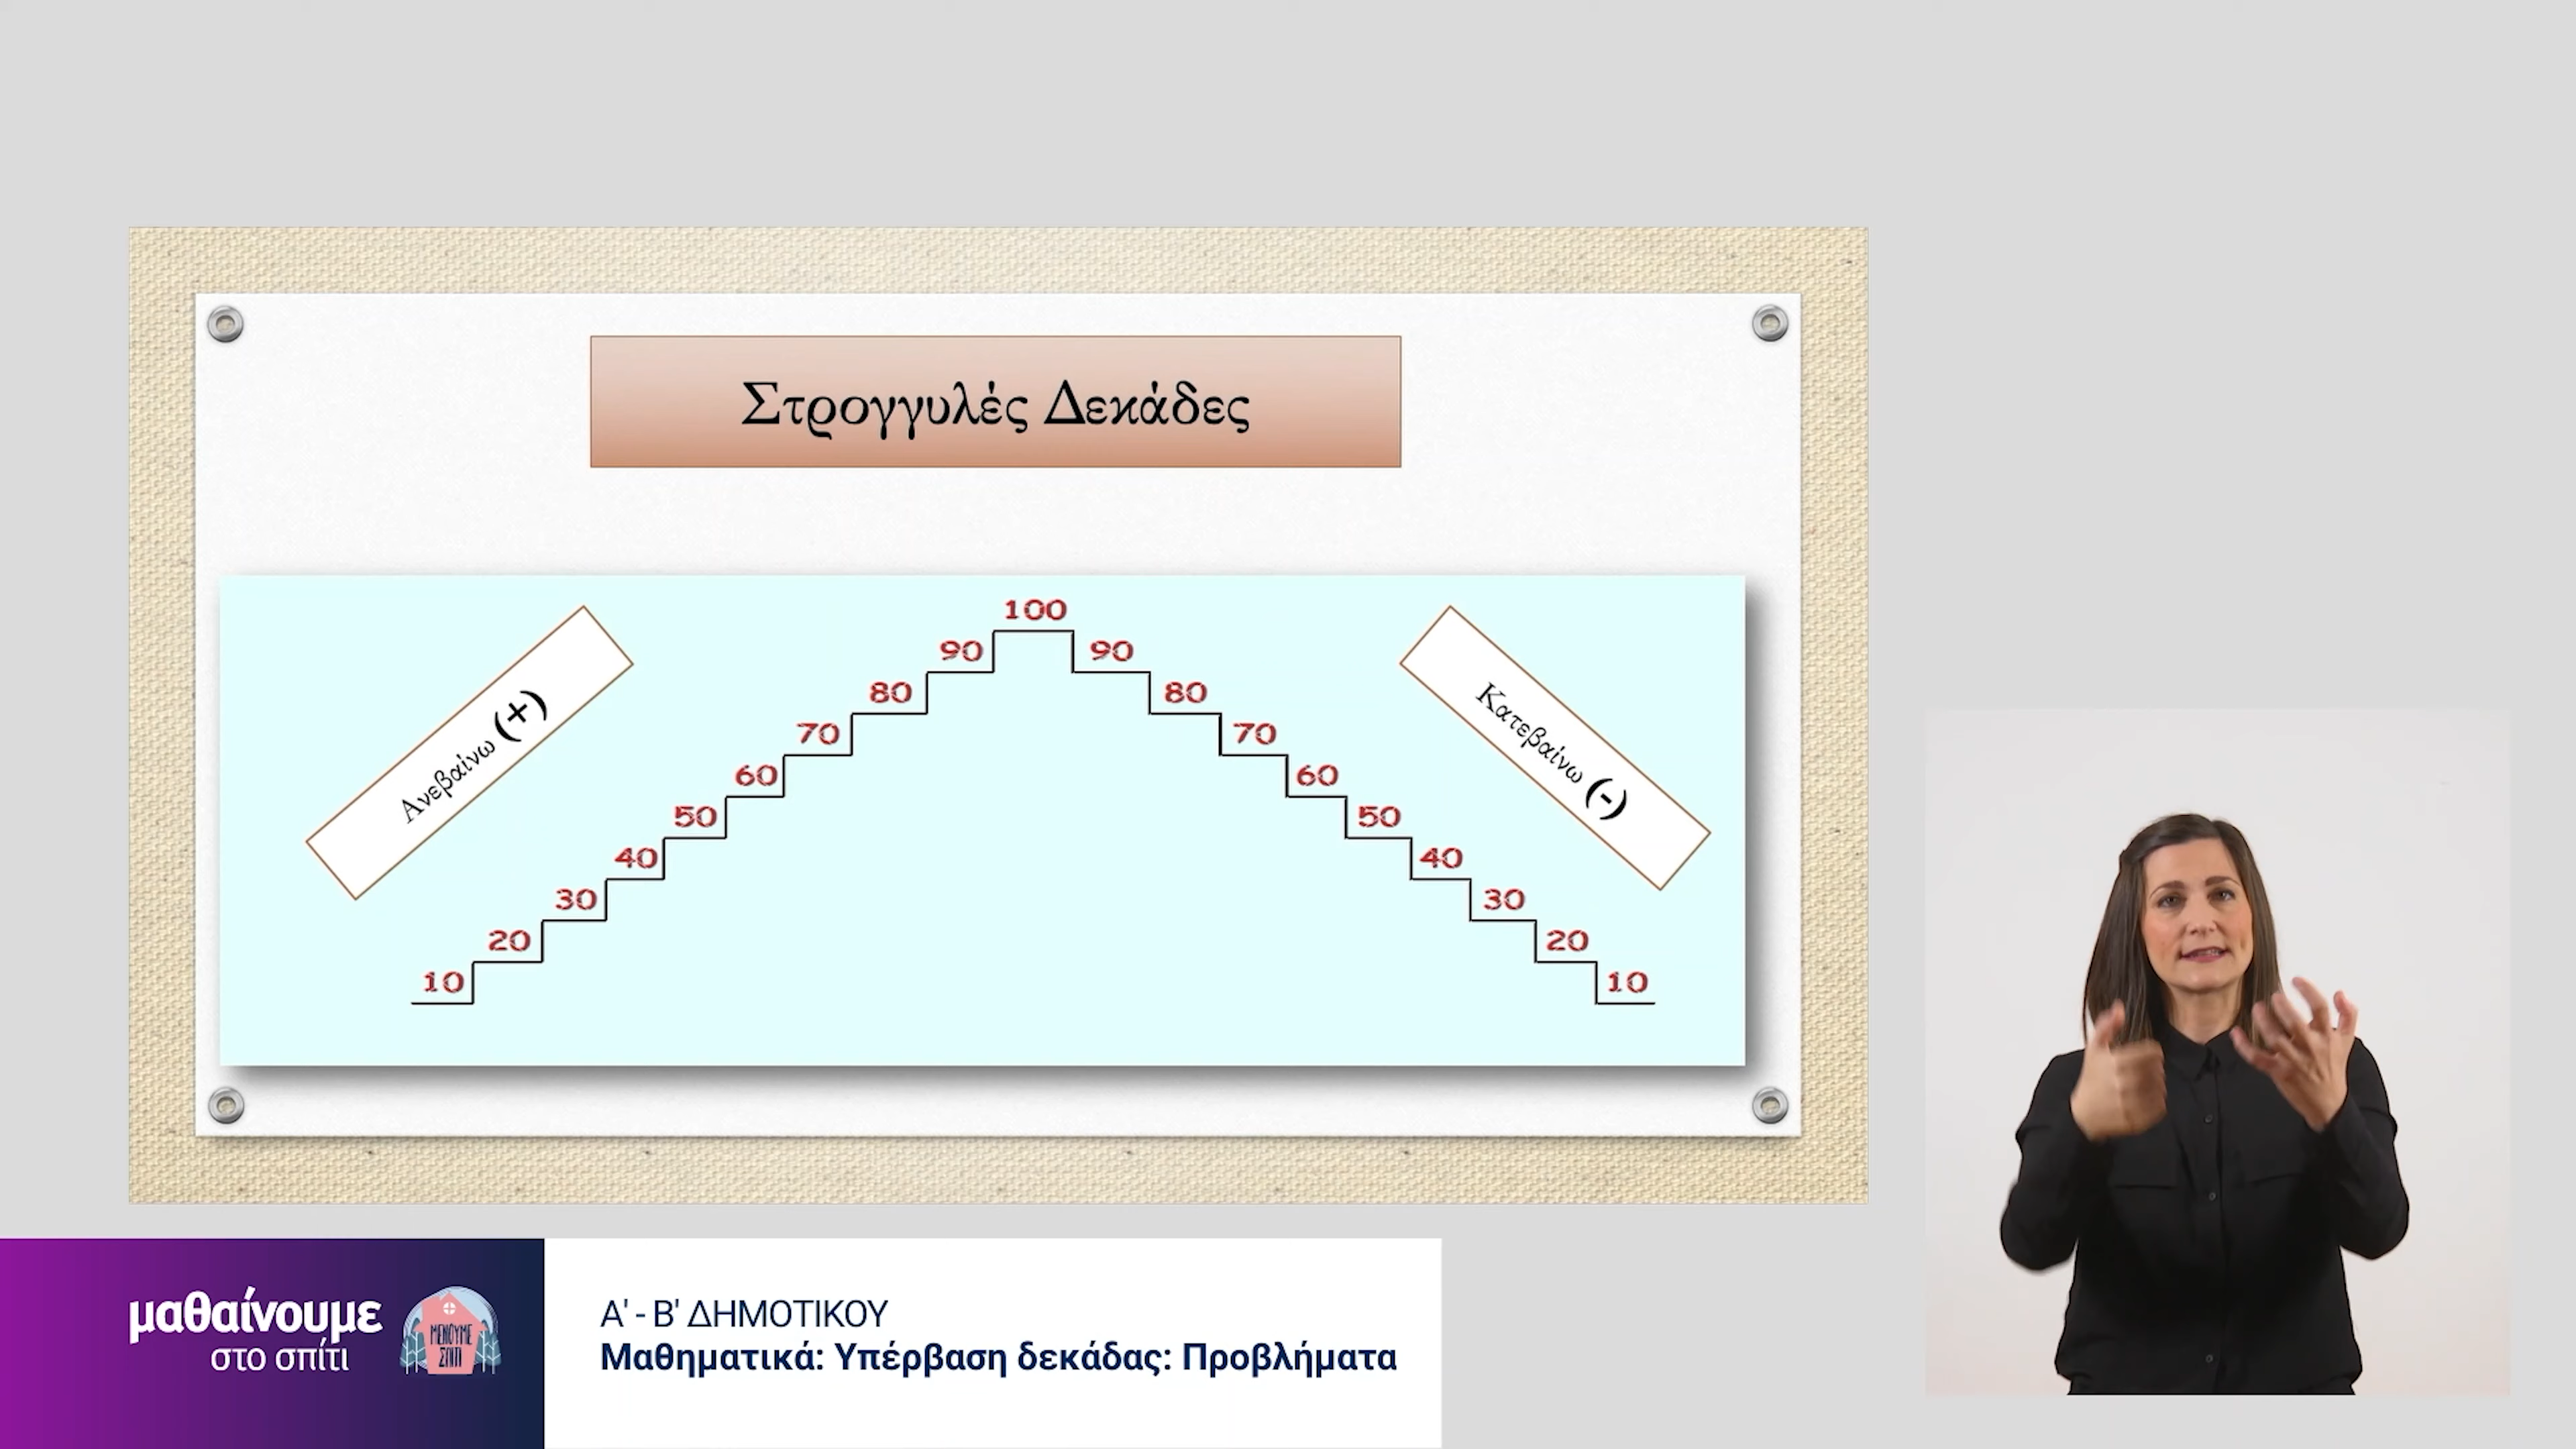 Στρογγυλές Δεκάδες
Ανεβαίνω (+)
Κατεβαίνω (-)
100
90 90
80 80
70 70
60 60
50 50
40 40
30 30
20 20
10 10
μαθαίνουμε
στο σπίτι
ΜΕΝΟΥΜΕ
ΣΠΙΤΙ
Α' - Β' ΔΗΜΟΤΙΚΟΥ
Μαθηματικά: Υπέρβαση δεκάδας: Προβλήματα